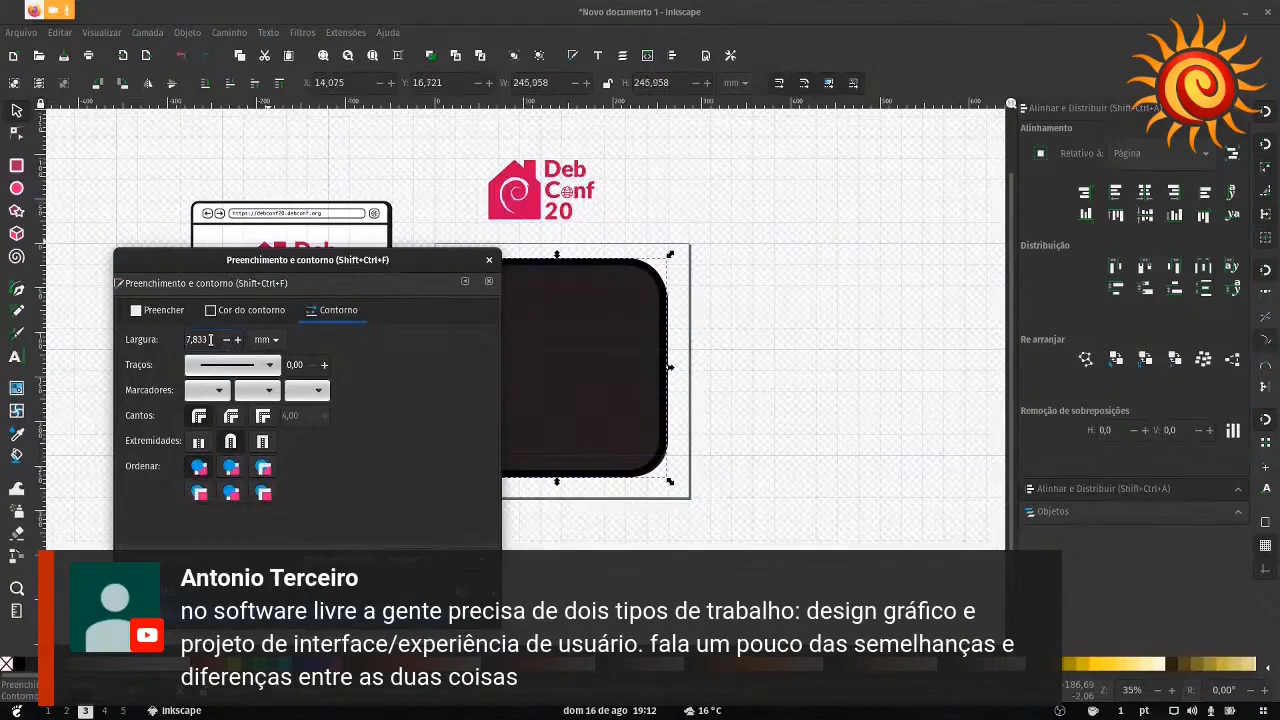 *Novo documento 1 - Inkscape
Arquivo Editar Visualizar Camada Objeto Caminho Texto Filtros Extensões Ajuda
X: 14,075 Y: 16,721 W: 245,958 H: 245,958 mm
Alinhar e Distribuir (Shift+Ctrl+A)
Alinhamento
Relativo à: Página
Distribuição
Re arranjar
Remoção de sobreposições
H: 0,0 V: 0,0
Alinhar e Distribuir (Shift+Ctrl+A)
Objetos
Deb
Conf
20
https://debconf20.debconf.org
Preenchimento e contorno (Shift+Ctrl+F)
Preenchimento e contorno (Shift+Ctrl+F)
Preencher Cor do contorno Contorno
Largura: 7,833 mm
Traços: 0,00
Marcadores:
Cantos: 4,00
Extremidades:
Ordenar:
Antonio Terceiro
no software livre a gente precisa de dois tipos de trabalho: design gráfico e
projeto de interface/experiência de usuário. fala um pouco das semelhanças e
diferenças entre as duas coisas
-186,69
-2,06
Z: 35% R: 0,00°
1 2 3 4 5 Inkscape dom 16 de ago 19:12 16 °C 1 pt